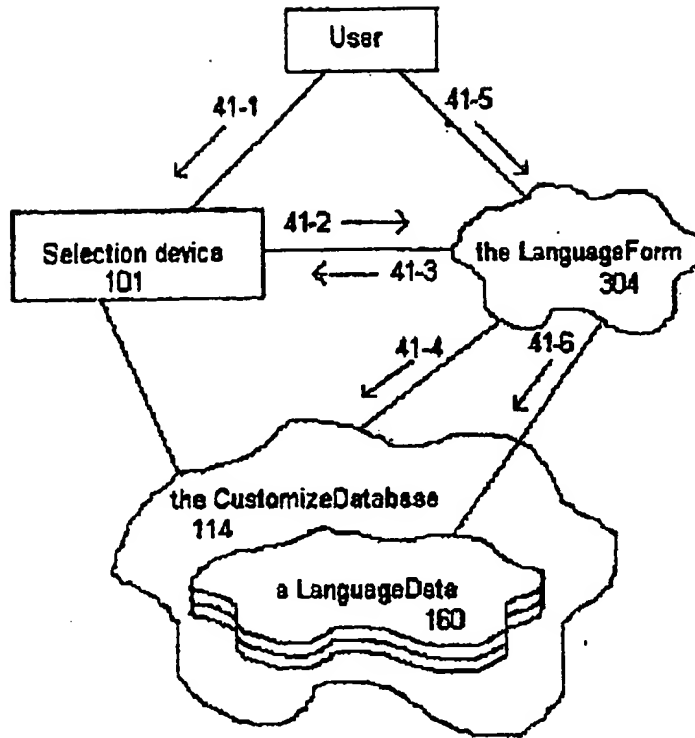 User
41-1
41-5
41-2
Selection device
101
the LanguageForm
304
41-3
41-4
41-6
the CustomizeDatabase
114
a LanguageData
160